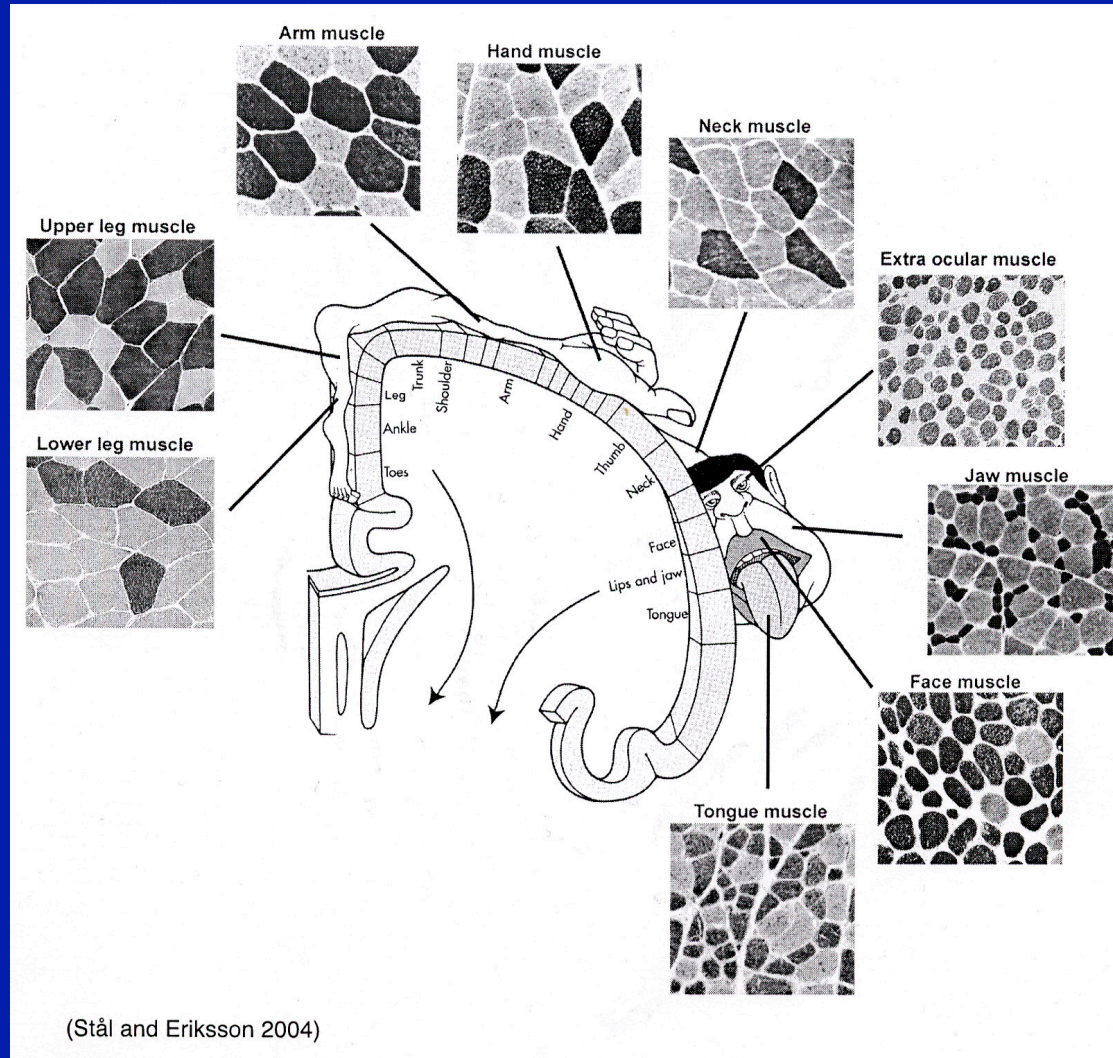 Arm muscle
Hand muscle
Neck muscle
Upper leg muscle
Extra ocular muscle
Lower leg muscle
Jaw muscle
Face muscle
Tongue muscle
Trunk
Shoulder
Arm
Hand
Thumb
Neck
Leg
Ankle
Toes
Face
Lips and jaw
Tongue
(Stål and Eriksson 2004)